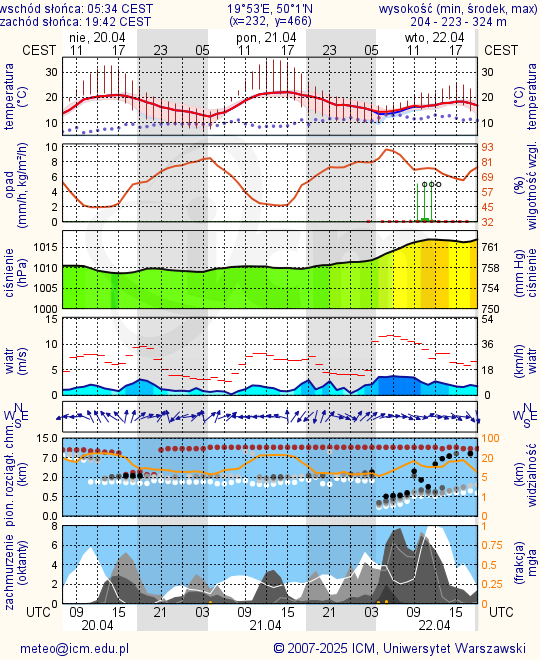 wschód słońca: 05:34 CEST 19°53'E, 50°1'N wysokość (min, środek, max)
zachód słońca: 19:42 CEST (x=232, y=466) 204 - 223 - 324 m
nie, 20.04 pon, 21.04 wto, 22.04
CEST 11 17 23 05 11 17 23 05 11 17 CEST
temperatura (°C) 30 20 10 30 20 10 (°C) temperatura
opad (mm/h, kg/m²/h) 10 8 6 4 2 0 93 81 69 57 45 32 (%) wilgotność wzgl.
ciśnienie (hPa) 1015 1010 1005 1000 761 758 754 750 (mm Hg) ciśnienie
wiatr (m/s) 15 10 5 0 54 36 18 0 (km/h) wiatr
N W E S N W E S
pion. rozciągł. chm. (km) 15.0 7.0 2.0 0.5 0.0 100 20 5 1 0 (km) widzialność
zachmurzenie (oktanty) 8 6 4 2 0 1 0.75 0.5 0.25 0 (frakcja) mgła
UTC 09 15 21 03 09 15 21 03 09 15 UTC
20.04 21.04 22.04
meteo@icm.edu.pl © 2007-2025 ICM, Uniwersytet Warszawski